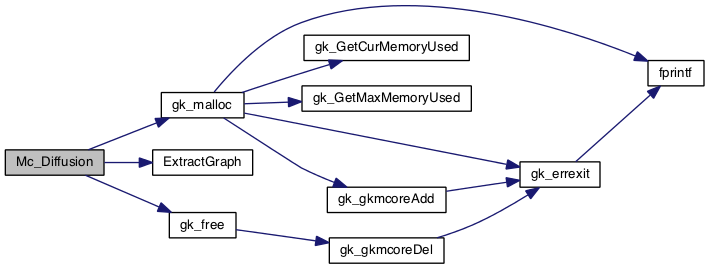 gk_GetCurMemoryUsed
fprintf
gk_malloc
gk_GetMaxMemoryUsed
Mc_Diffusion
ExtractGraph
gk_errexit
gk_gkmcoreAdd
gk_free
gk_gkmcoreDel